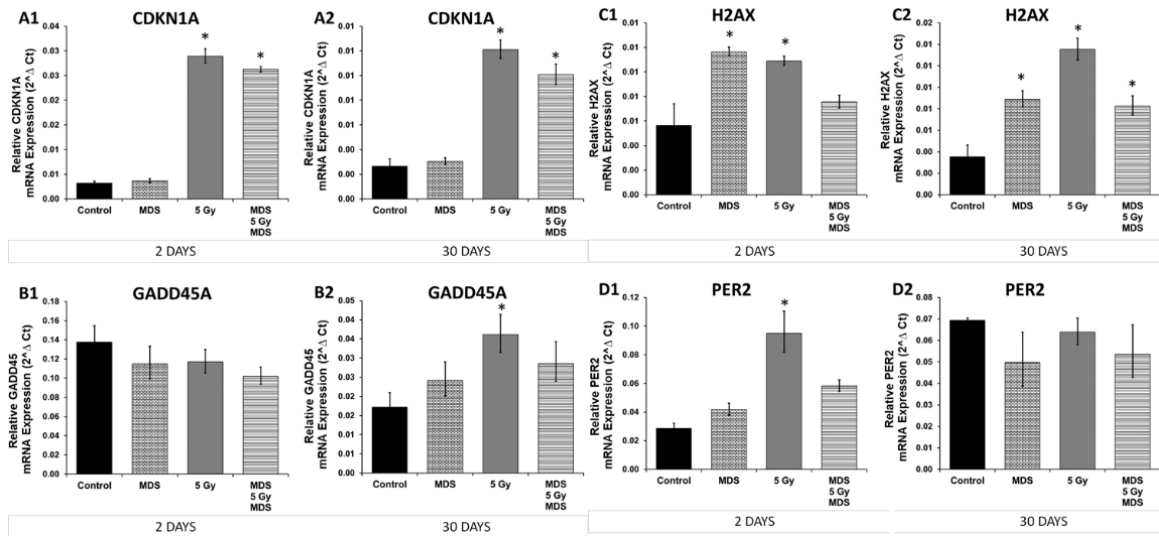 A1
CDKN1A
Relative CDKN1A
mRNA Expression (2^Δ Ct)
0.04
0.03
0.03
0.02
0.02
0.01
0.01
0.00
*
*
Control
MDS
5 Gy
MDS
5 Gy
MDS
2 DAYS
A2
CDKN1A
Relative CDKN1A
mRNA Expression (2^Δ Ct)
0.01
0.01
0.01
0.01
0.01
0.00
0.00
0.00
*
*
Control
MDS
5 Gy
MDS
5 Gy
MDS
30 DAYS
C1
H2AX
Relative H2AX
mRNA Expression (2^Δ Ct)
0.01
0.01
0.01
0.01
0.01
0.00
0.00
0.00
*
*
Control
MDS
5 Gy
MDS
5 Gy
MDS
2 DAYS
C2
H2AX
Relative H2AX
mRNA Expression (2^Δ Ct)
0.02
0.02
0.01
0.01
0.01
0.01
0.00
0.00
0.00
*
*
*
Control
MDS
5 Gy
MDS
5 Gy
MDS
30 DAYS
B1
GADD45A
Relative GADD45
mRNA Expression (2^Δ Ct)
0.18
0.16
0.14
0.12
0.10
0.08
0.06
0.04
0.02
0.00
Control
MDS
5 Gy
MDS
5 Gy
MDS
2 DAYS
B2
GADD45A
Relative GADD45
mRNA Expression (2^Δ Ct)
0.05
0.04
0.04
0.03
0.03
0.02
0.02
0.01
0.01
0.00
*
Control
MDS
5 Gy
MDS
5 Gy
MDS
30 DAYS
D1
PER2
Relative PER2
mRNA Expression (2^Δ Ct)
0.12
0.10
0.08
0.06
0.04
0.02
0.00
*
Control
MDS
5 Gy
MDS
5 Gy
MDS
2 DAYS
D2
PER2
Relative PER2
mRNA Expression (2^Δ Ct)
0.08
0.07
0.06
0.05
0.04
0.03
0.02
0.01
0.00
Control
MDS
5 Gy
MDS
5 Gy
MDS
30 DAYS